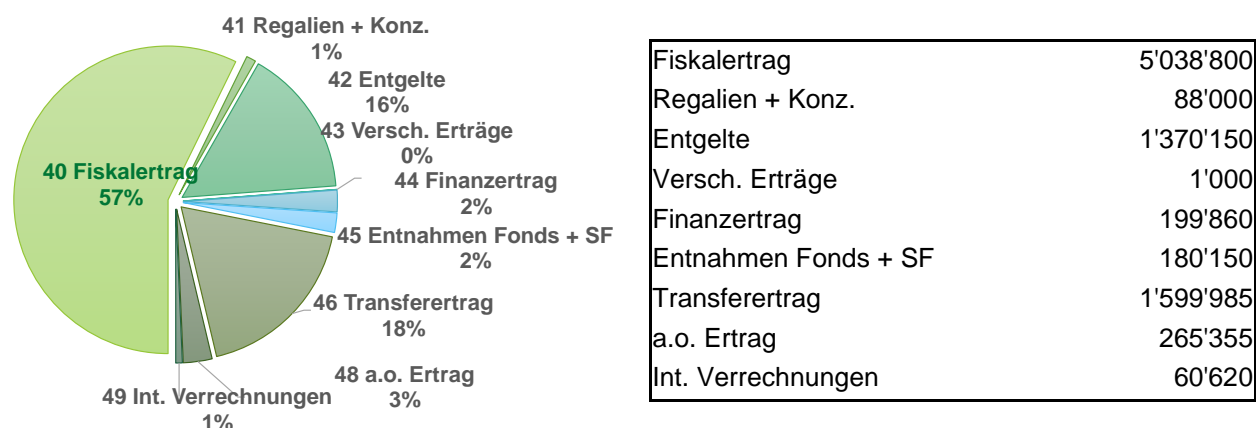 41 Regalien + Konz.
1%
42 Entgelte
16%
43 Versch. Erträge
0%
44 Finanzertrag
2%
45 Entnahmen Fonds + SF
2%
46 Transferertrag
18%
48 a.o. Ertrag
3%
49 Int. Verrechnungen
1%
40 Fiskalertrag
57%
Fiskalertrag 5'038'800
Regalien + Konz. 88'000
Entgelte 1'370'150
Versch. Erträge 1'000
Finanzertrag 199'860
Entnahmen Fonds + SF 180'150
Transferertrag 1'599'985
a.o. Ertrag 265'355
Int. Verrechnungen 60'620